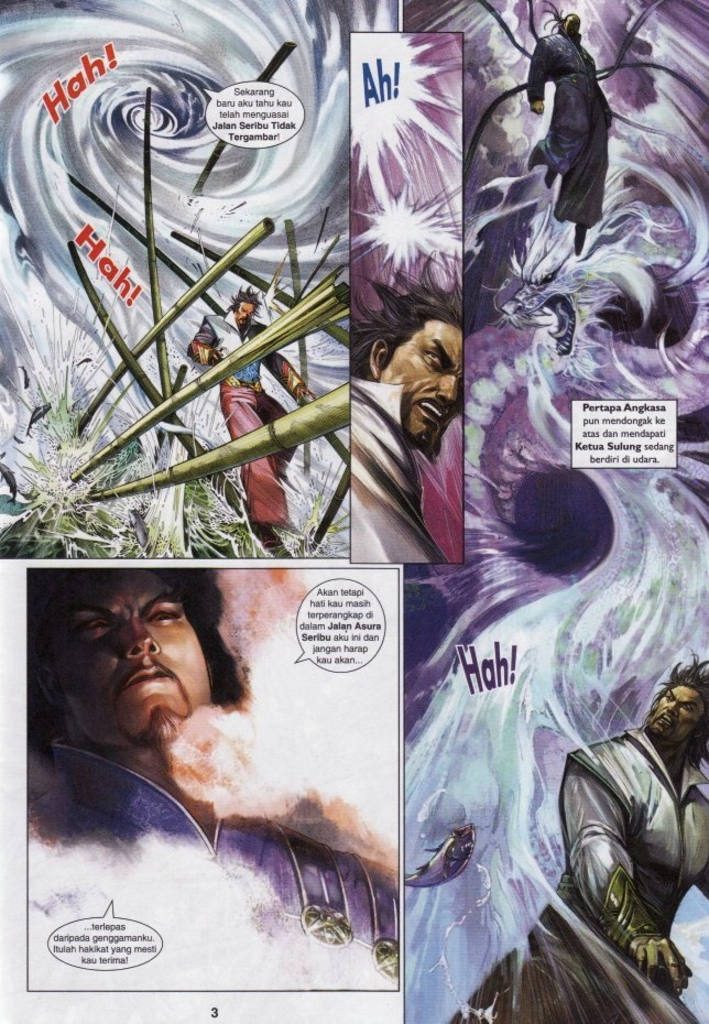 Hah!
Sekarang
baru aku tahu kau
telah menguasai
Jalan Seribu Tidak
Tergambar!
Hah!
Ah!
Pertapa Angkasa
pun mendongak ke
atas dan mendapati
Ketua Sulung sedang
berdiri di udara.
Akan tetapi
hati kau masih
terperangkap di
dalam Jalan Asura
Seribu aku ini dan
jangan harap
kau akan...
...terlepas
daripada genggamanku.
Itulah hakikat yang mesti
kau terima!
Hah!
3